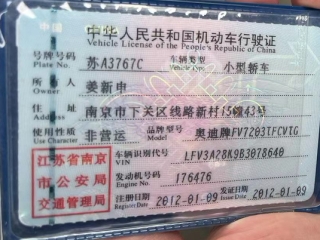 中国
中华人民共和国机动车行驶证
Vehicle License of the People's Republic of China
号牌号码 苏A3767C 车辆类型 小型轿车
Plate No. Vehicle Type
所有人 姜新申
Owner
住址 南京市下关区线路新村15幢43号
Address
使用性质 非营运 品牌型号 奥迪牌FV7203TFCVTG
Use Character Model
江苏省南京市公安局交通管理局
车辆识别代号 LFV3A28K9B3078640
VIN
发动机号码 176476
Engine No.
注册日期 2012-01-09 发证日期 2012-01-09
Register Date Issue Date